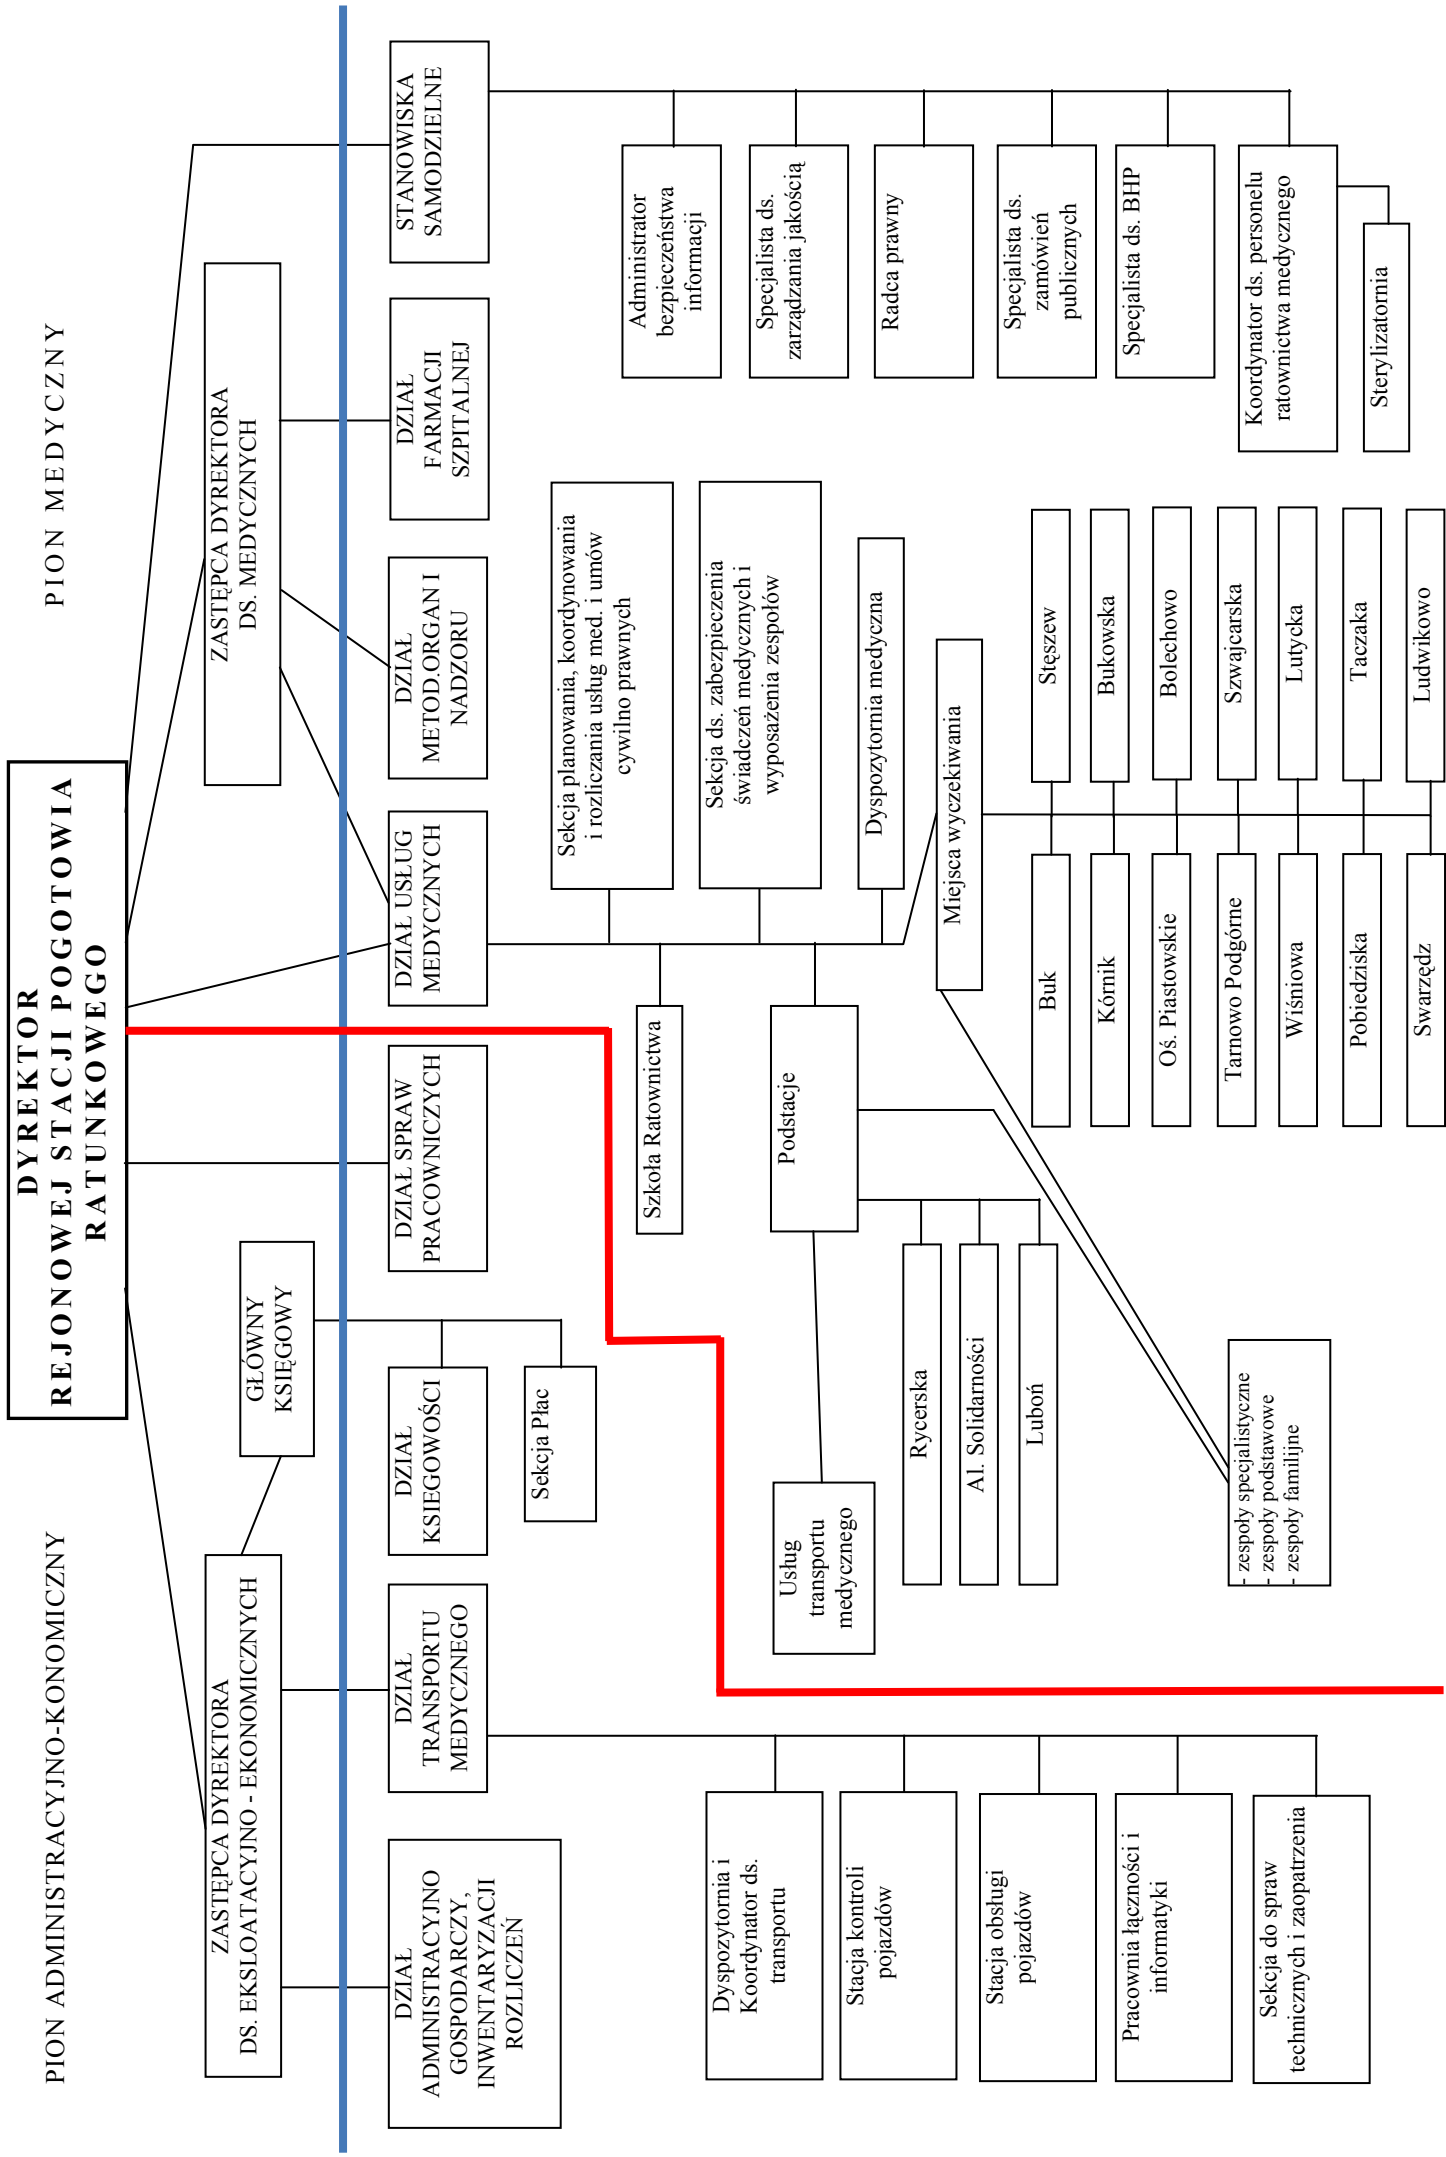 PION ADMINISTRACYJNO-KONOMICZNY
PION MEDYCZNY
DYREKTOR
REJONOWEJ STACJI POGOTOWIA
RATUNKOWEGO
ZASTĘPCA DYREKTORA
DS. EKSLOATACYJNO - EKONOMICZNYCH
GŁÓWNY
KSIĘGOWY
ZASTĘPCA DYREKTORA
DS. MEDYCZNYCH
DZIAŁ
ADMINISTRACYJNO
GOSPODARCZY,
INWENTARYZACJI
ROZLICZEŃ
DZIAŁ
TRANSPORTU
MEDYCZNEGO
DZIAŁ
KSIEGOWOŚCI
DZIAŁ SPRAW
PRACOWNICZYCH
DZIAŁ USŁUG
MEDYCZNYCH
DZIAŁ
METOD.ORGAN I
NADZORU
DZIAŁ
FARMACJI
SZPITALNEJ
STANOWISKA
SAMODZIELNE
Sekcja Płac
Dyspozytornia i
Koordynator ds.
transportu
Stacja kontroli
pojazdów
Stacja obsługi
pojazdów
Pracownia łączności i
informatyki
Sekcja do spraw
technicznych i zaopatrzenia
Sekcja planowania, koordynowania
i rozliczania usług med. i umów
cywilno prawnych
Szkoła Ratownictwa
Sekcja ds. zabezpieczenia
świadczeń medycznych i
wyposażenia zespołów
Podstacje
Usług
transportu
medycznego
Dyspozytornia medyczna
Rycerska
Al. Solidarności
Luboń
Miejsca wyczekiwania
Buk
Stęszew
Kórnik
Bukowska
Oś. Piastowskie
Bolechowo
Tarnowo Podgórne
Szwajcarska
Wiśniowa
Lutycka
Pobiedziska
Taczaka
Swarzędz
Ludwikowo
- zespoły specjalistyczne
- zespoły podstawowe
- zespoły familijne
Administrator
bezpieczeństwa
informacji
Specjalista ds.
zarządzania jakością
Radca prawny
Specjalista ds.
zamówień
publicznych
Specjalista ds. BHP
Koordynator ds. personelu
ratownictwa medycznego
Sterylizatornia